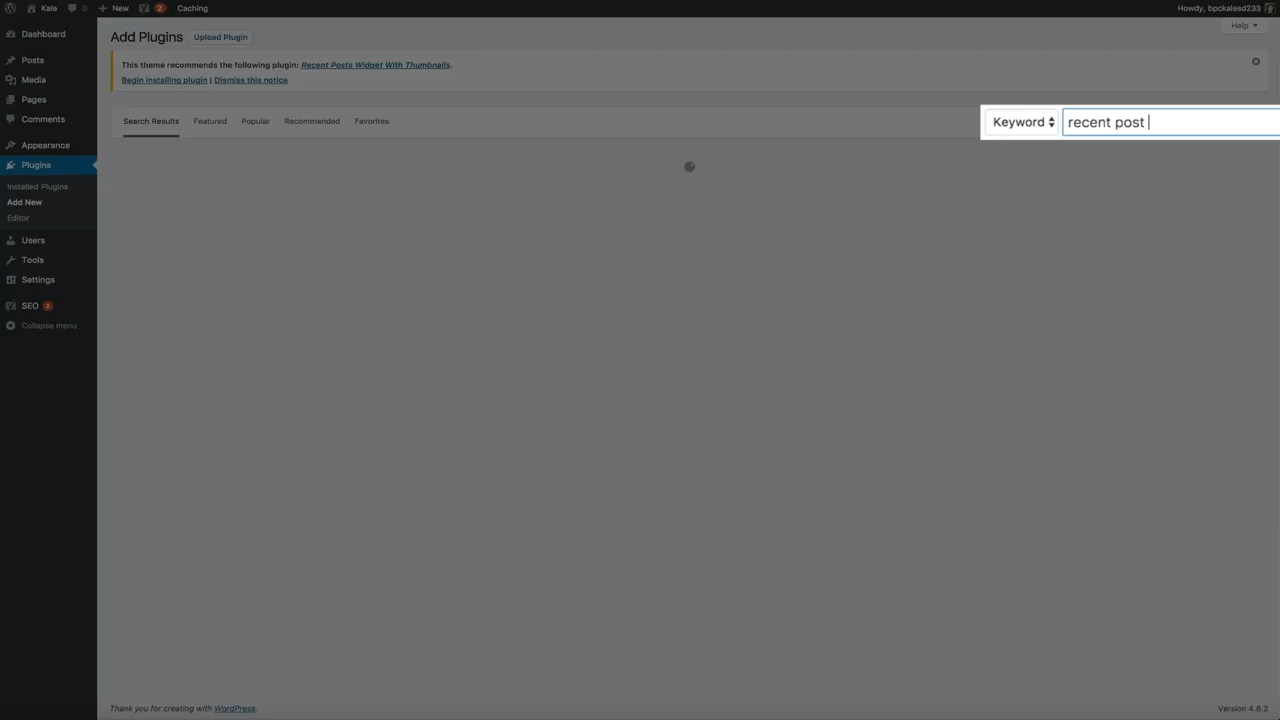 Kale 0 New 2 Caching Howdy, bpckalesd233
Help
Dashboard
Posts
Media
Pages
Comments
Appearance
Plugins
Installed Plugins
Add New
Editor
Users
Tools
Settings
SEO 2
Collapse menu
Add Plugins Upload Plugin
This theme recommends the following plugin: Recent Posts Widget With Thumbnails.
Begin installing plugin | Dismiss this notice
Search Results Featured Popular Recommended Favorites Keyword recent post
Thank you for creating with WordPress. Version 4.8.2